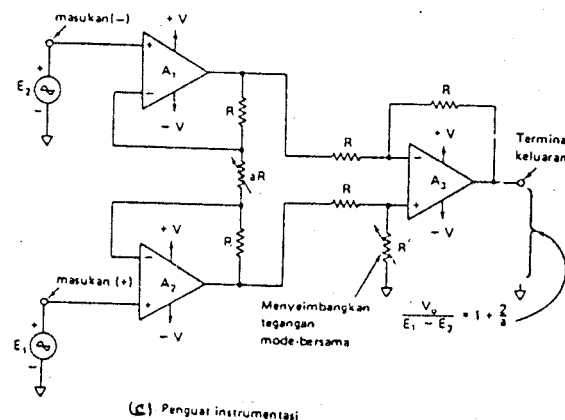 masukan (−)
+ V
+
−
A₁
− V
+
E₂
−
R
aR
R
R
R
R
+ V
−
+
A₃
− V
Terminal
keluaran
+ V
−
+
A₂
− V
masukan (+)
+
E₁
−
R'
Menyeimbangkan
tegangan
mode-bersama
Vₒ / (E₁ − E₂) = 1 + 2/a
(c) Penguat instrumentasi